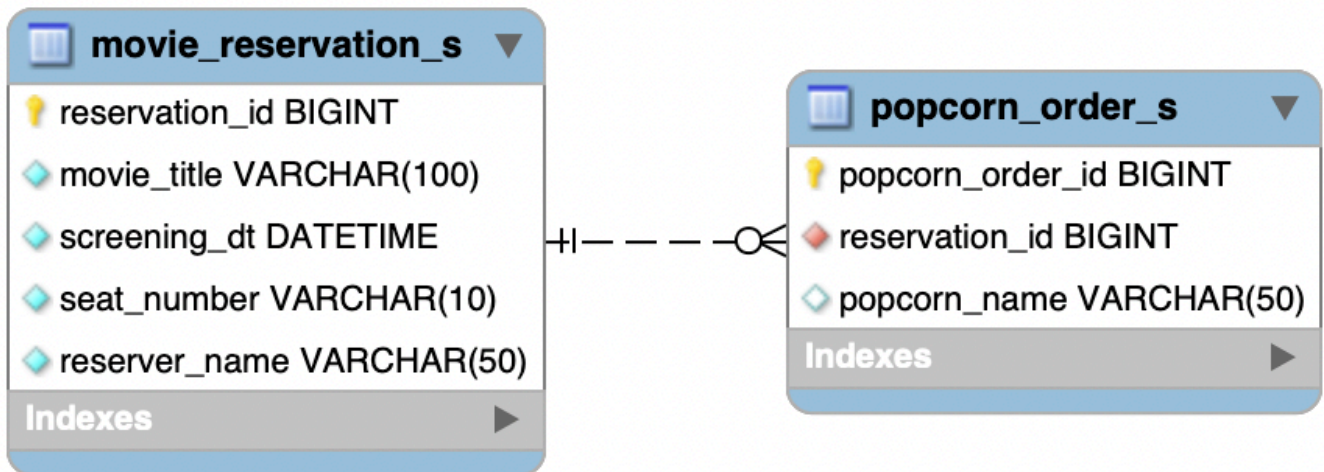 movie_reservation_s
reservation_id BIGINT
movie_title VARCHAR(100)
screening_dt DATETIME
seat_number VARCHAR(10)
reserver_name VARCHAR(50)
Indexes
popcorn_order_s
popcorn_order_id BIGINT
reservation_id BIGINT
popcorn_name VARCHAR(50)
Indexes